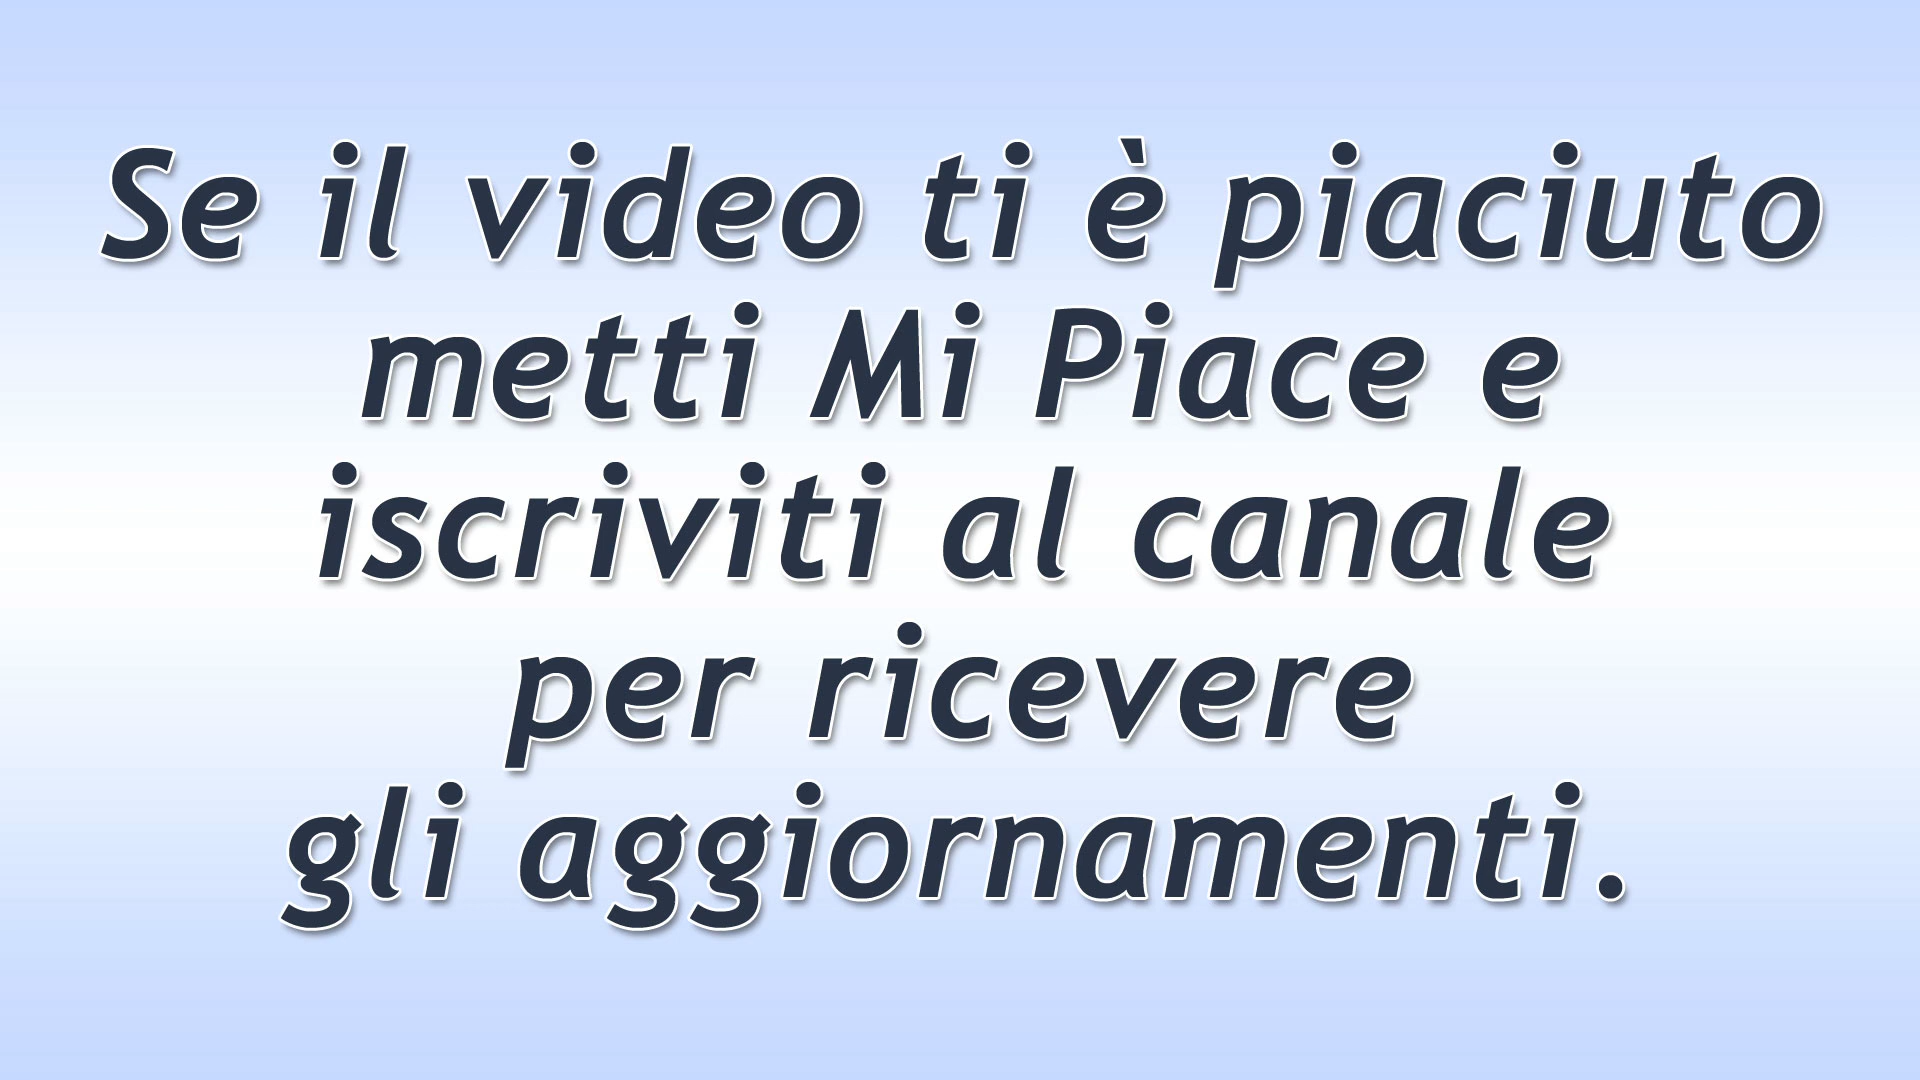 Se il video ti è piaciuto
metti Mi Piace e
iscriviti al canale
per ricevere
gli aggiornamenti.